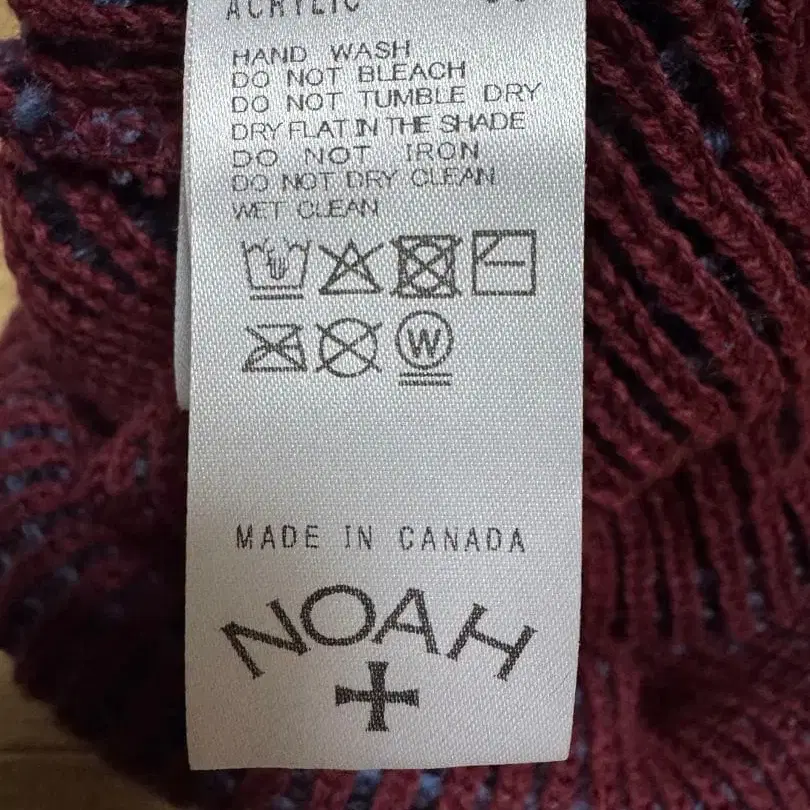 ACRYLIC
HAND WASH
DO NOT BLEACH
DO NOT TUMBLE DRY
DRY FLAT IN THE SHADE
DO NOT IRON
DO NOT DRY CLEAN
WET CLEAN
W
MADE IN CANADA
NOAH